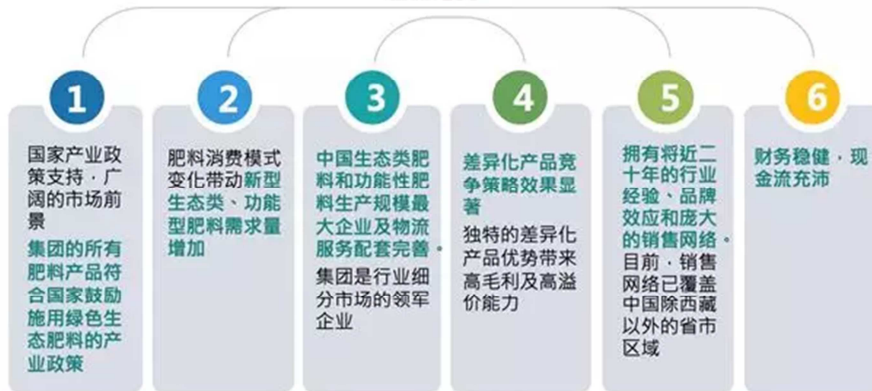 1
国家产业政
策支持，广
阔的市场前
景
集团的所有
肥料产品符
合国家鼓励
施用绿色生
态肥料的产
业政策
2
肥料消费模式
变化带动新型
生态类、功能
型肥料需求量
增加
3
中国生态类肥
料和功能性肥
料生产规模最
大企业及物流
服务配套完善。
集团是行业细
分市场的领军
企业
4
差异化产品竞
争策略效果显
著
独特的差异化
产品优势带来
高毛利及高溢
价能力
5
拥有将近二
十年的行业
经验、品牌
效应和庞大
的销售网络。
目前，销售
网络已覆盖
中国除西藏
以外的省市
区域
6
财务稳健，现
金流充沛